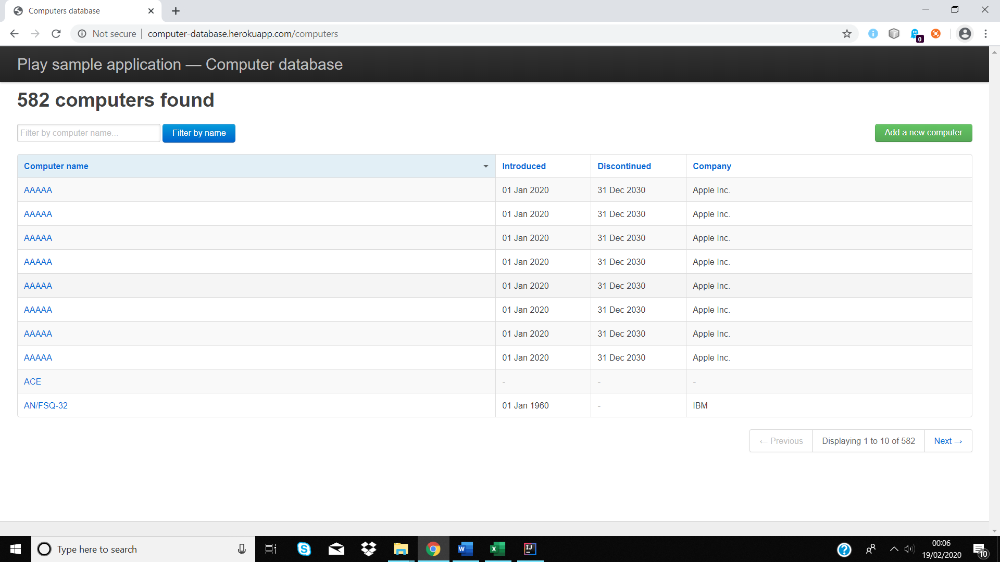 Computers database
Not secure | computer-database.herokuapp.com/computers
0
Play sample application — Computer database
582 computers found
Filter by computer name... Filter by name Add a new computer
Computer name Introduced Discontinued Company
AAAAA 01 Jan 2020 31 Dec 2030 Apple Inc.
AAAAA 01 Jan 2020 31 Dec 2030 Apple Inc.
AAAAA 01 Jan 2020 31 Dec 2030 Apple Inc.
AAAAA 01 Jan 2020 31 Dec 2030 Apple Inc.
AAAAA 01 Jan 2020 31 Dec 2030 Apple Inc.
AAAAA 01 Jan 2020 31 Dec 2030 Apple Inc.
AAAAA 01 Jan 2020 31 Dec 2030 Apple Inc.
AAAAA 01 Jan 2020 31 Dec 2030 Apple Inc.
ACE - - -
AN/FSQ-32 01 Jan 1960 - IBM
← Previous Displaying 1 to 10 of 582 Next →
Type here to search
00:06
19/02/2020
10